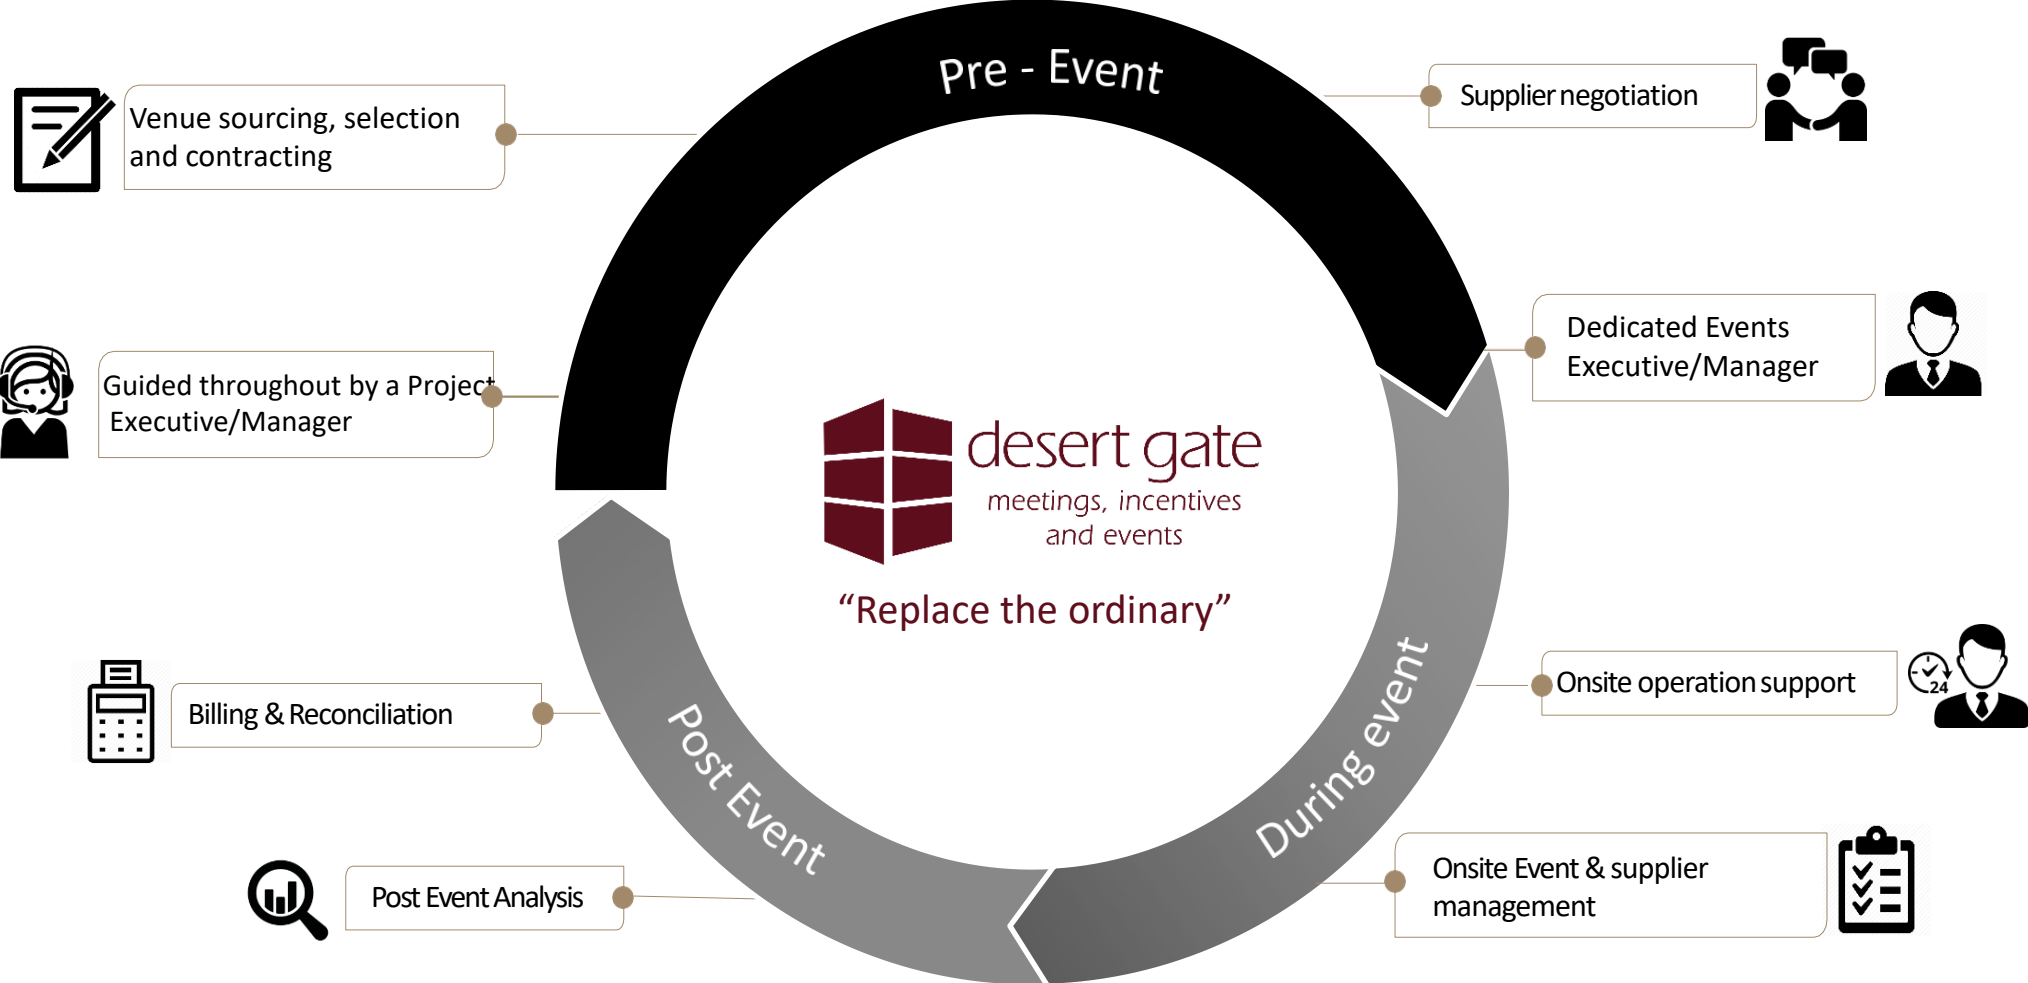 Pre - Event
Venue sourcing, selection
and contracting
Supplier negotiation
Guided throughout by a Project
Executive/Manager
Dedicated Events
Executive/Manager
desert gate
meetings, incentives
and events
“Replace the ordinary”
Billing & Reconciliation
Onsite operation support
24
Post Event
During event
Post Event Analysis
Onsite Event & supplier
management